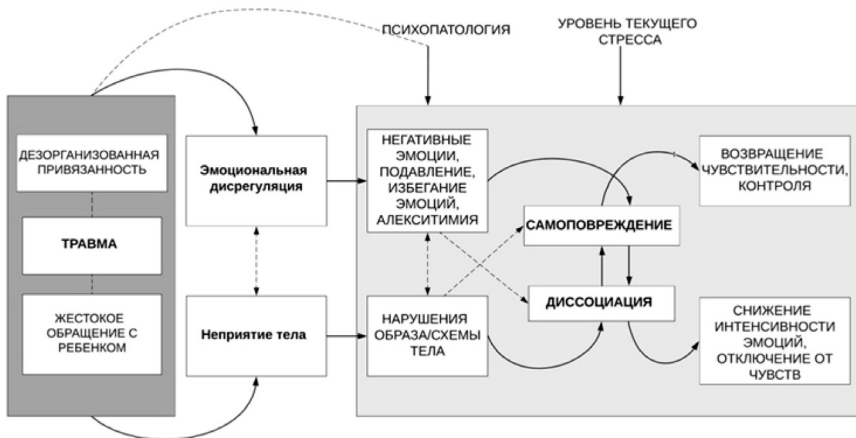 ПСИХОПАТОЛОГИЯ
УРОВЕНЬ ТЕКУЩЕГО
СТРЕССА
ДЕЗОРГАНИЗОВАННАЯ
ПРИВЯЗАННОСТЬ
ТРАВМА
ЖЕСТОКОЕ
ОБРАЩЕНИЕ С
РЕБЕНКОМ
Эмоциональная
дисрегуляция
Неприятие тела
НЕГАТИВНЫЕ
ЭМОЦИИ,
ПОДАВЛЕНИЕ,
ИЗБЕГАНИЕ
ЭМОЦИЙ,
АЛЕКСИТИМИЯ
НАРУШЕНИЯ
ОБРАЗА/СХЕМЫ
ТЕЛА
САМОПОВРЕЖДЕНИЕ
ДИССОЦИАЦИЯ
ВОЗВРАЩЕНИЕ
ЧУВСТВИТЕЛЬНОСТИ,
КОНТРОЛЯ
СНИЖЕНИЕ
ИНТЕНСИВНОСТИ
ЭМОЦИЙ,
ОТКЛЮЧЕНИЕ ОТ
ЧУВСТВ